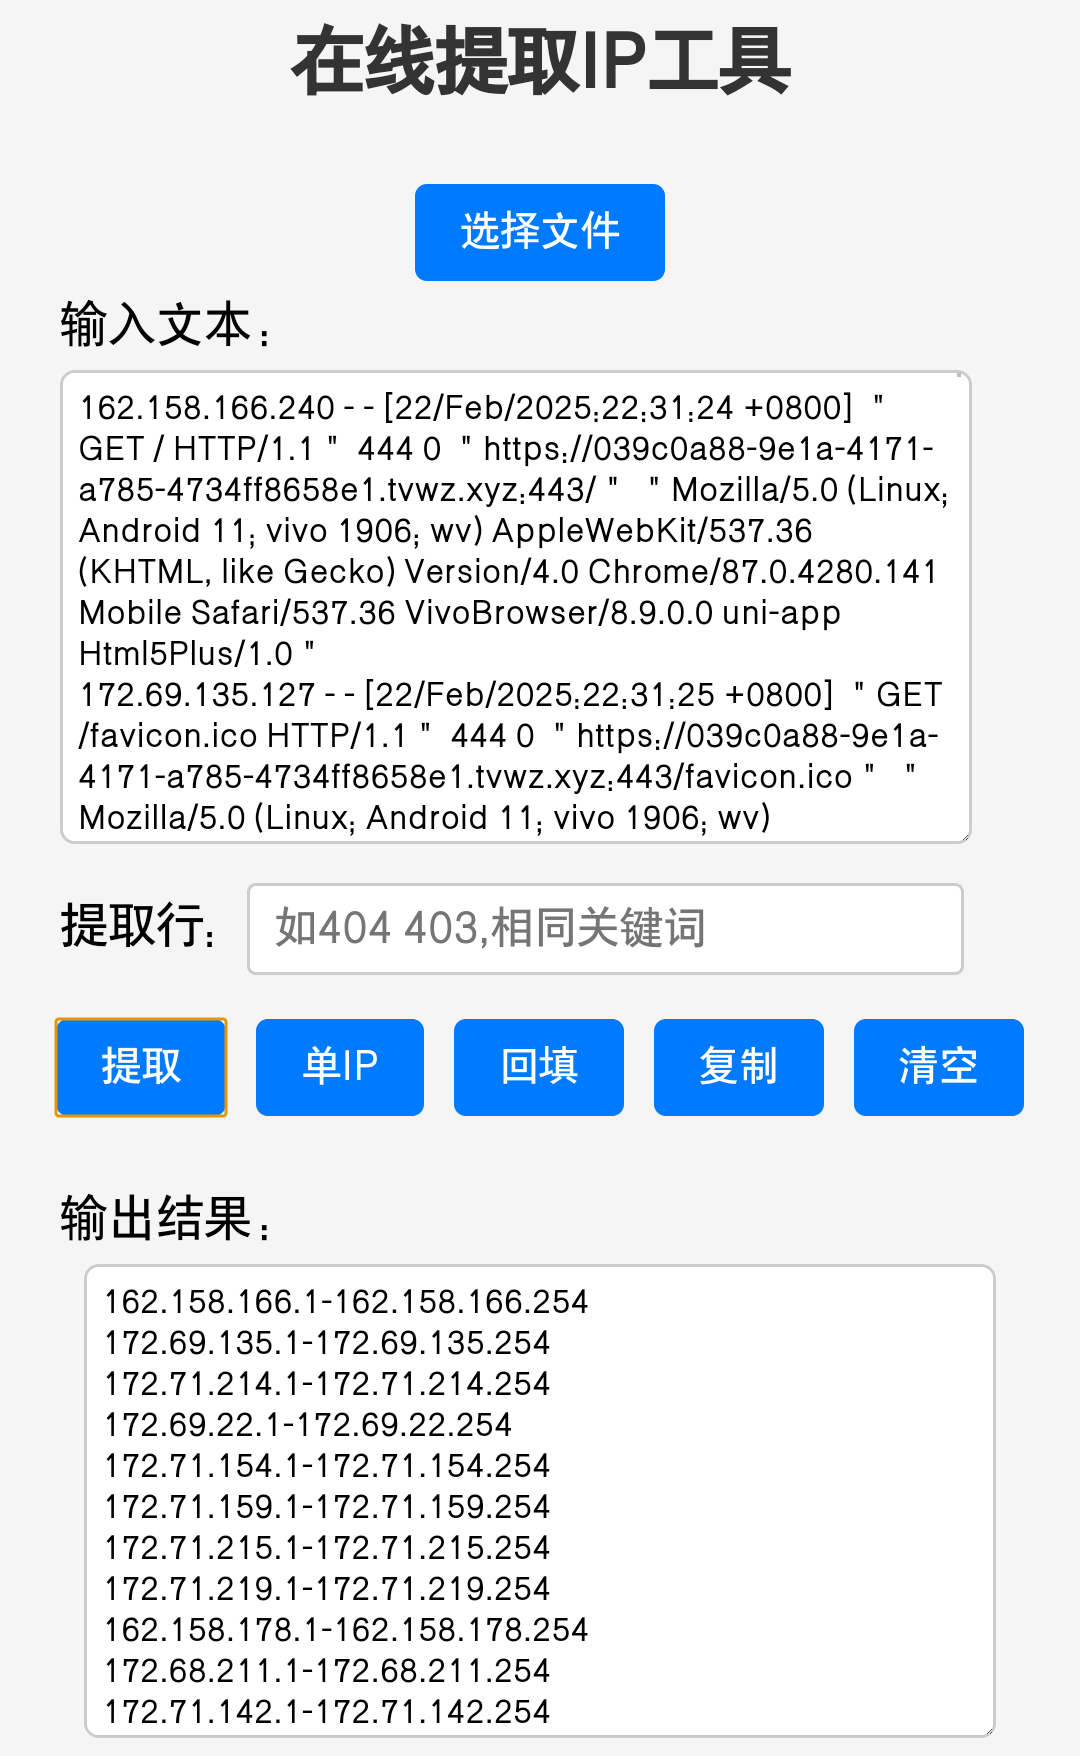 在线提取IP工具
选择文件
输入文本：
162.158.166.240 - - [22/Feb/2025:22:31:24 +0800]  "
GET / HTTP/1.1 "  444 0  " https://039c0a88-9e1a-4171-
a785-4734ff8658e1.tvwz.xyz:443/ "   " Mozilla/5.0 (Linux;
Android 11; vivo 1906; wv) AppleWebKit/537.36
(KHTML, like Gecko) Version/4.0 Chrome/87.0.4280.141
Mobile Safari/537.36 VivoBrowser/8.9.0.0 uni-app
Html5Plus/1.0 "
172.69.135.127 - - [22/Feb/2025:22:31:25 +0800]  " GET
/favicon.ico HTTP/1.1 "  444 0  " https://039c0a88-9e1a-
4171-a785-4734ff8658e1.tvwz.xyz:443/favicon.ico "   "
Mozilla/5.0 (Linux; Android 11; vivo 1906; wv)
提取行: 如404 403,相同关键词
提取 单IP 回填 复制 清空
输出结果：
162.158.166.1-162.158.166.254
172.69.135.1-172.69.135.254
172.71.214.1-172.71.214.254
172.69.22.1-172.69.22.254
172.71.154.1-172.71.154.254
172.71.159.1-172.71.159.254
172.71.215.1-172.71.215.254
172.71.219.1-172.71.219.254
162.158.178.1-162.158.178.254
172.68.211.1-172.68.211.254
172.71.142.1-172.71.142.254